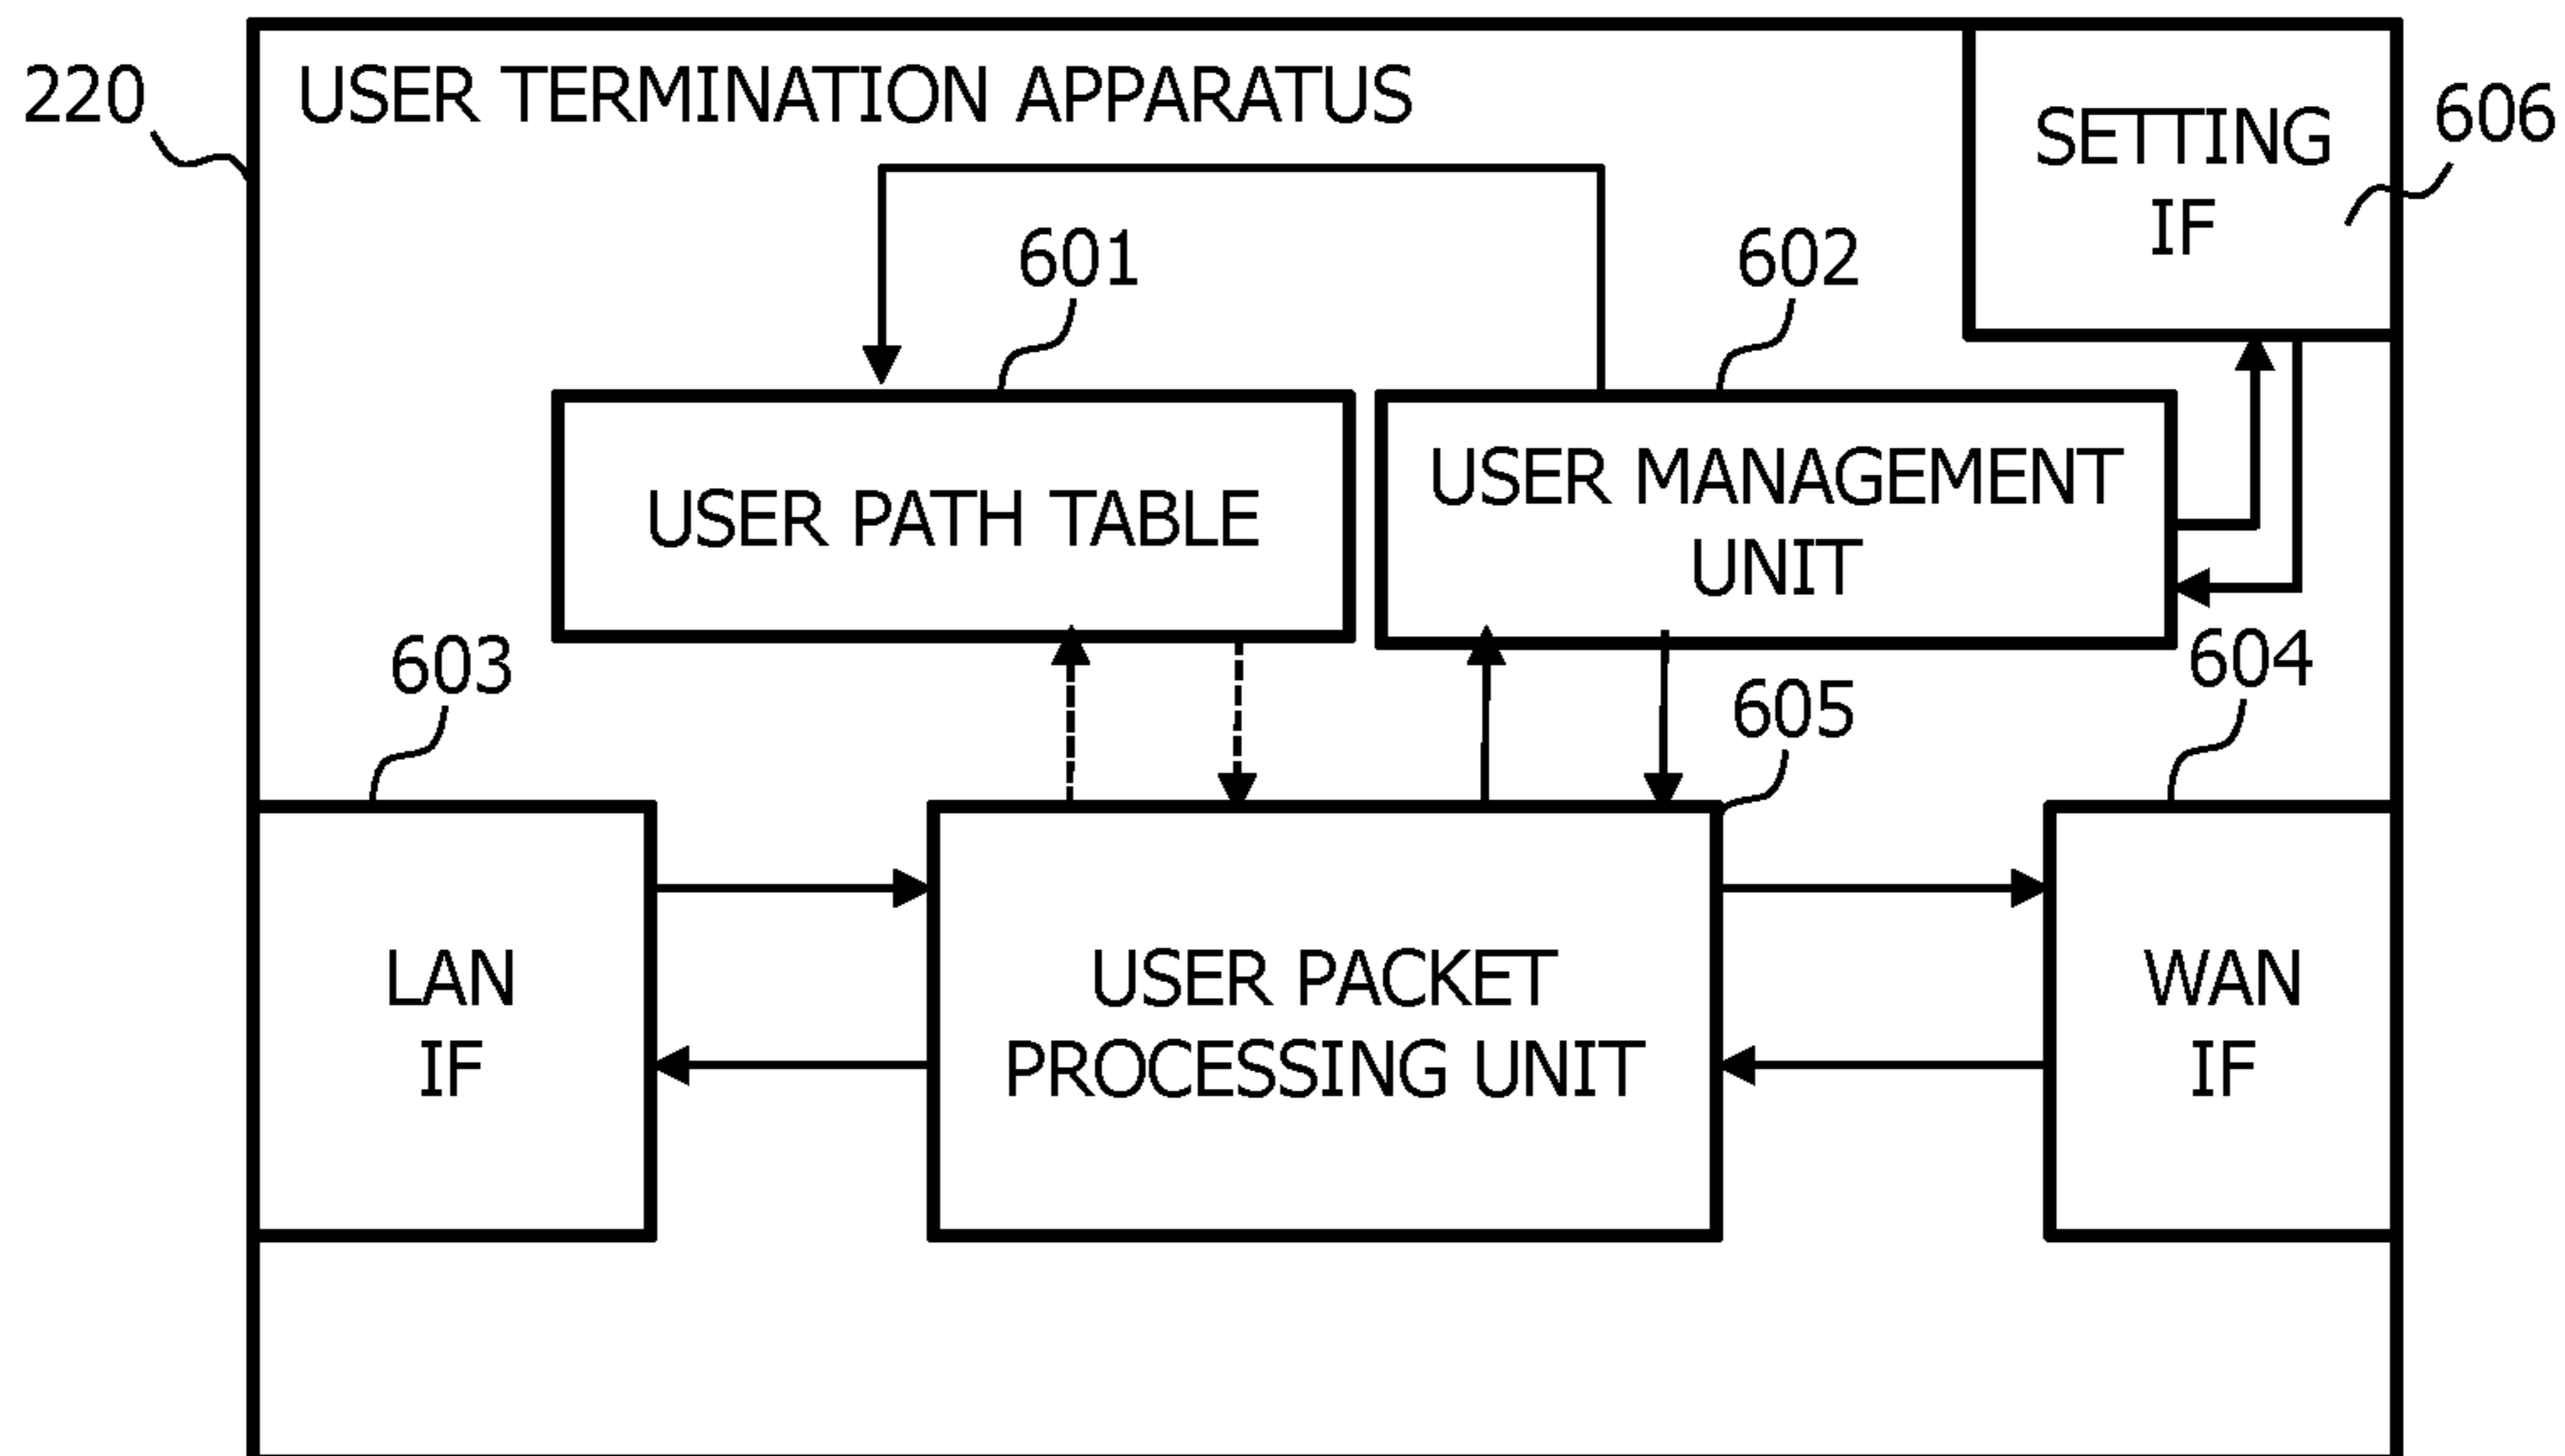 220
USER TERMINATION APPARATUS
SETTING
IF
606
601
602
USER PATH TABLE
USER MANAGEMENT
UNIT
603
605
604
LAN
IF
USER PACKET
PROCESSING UNIT
WAN
IF